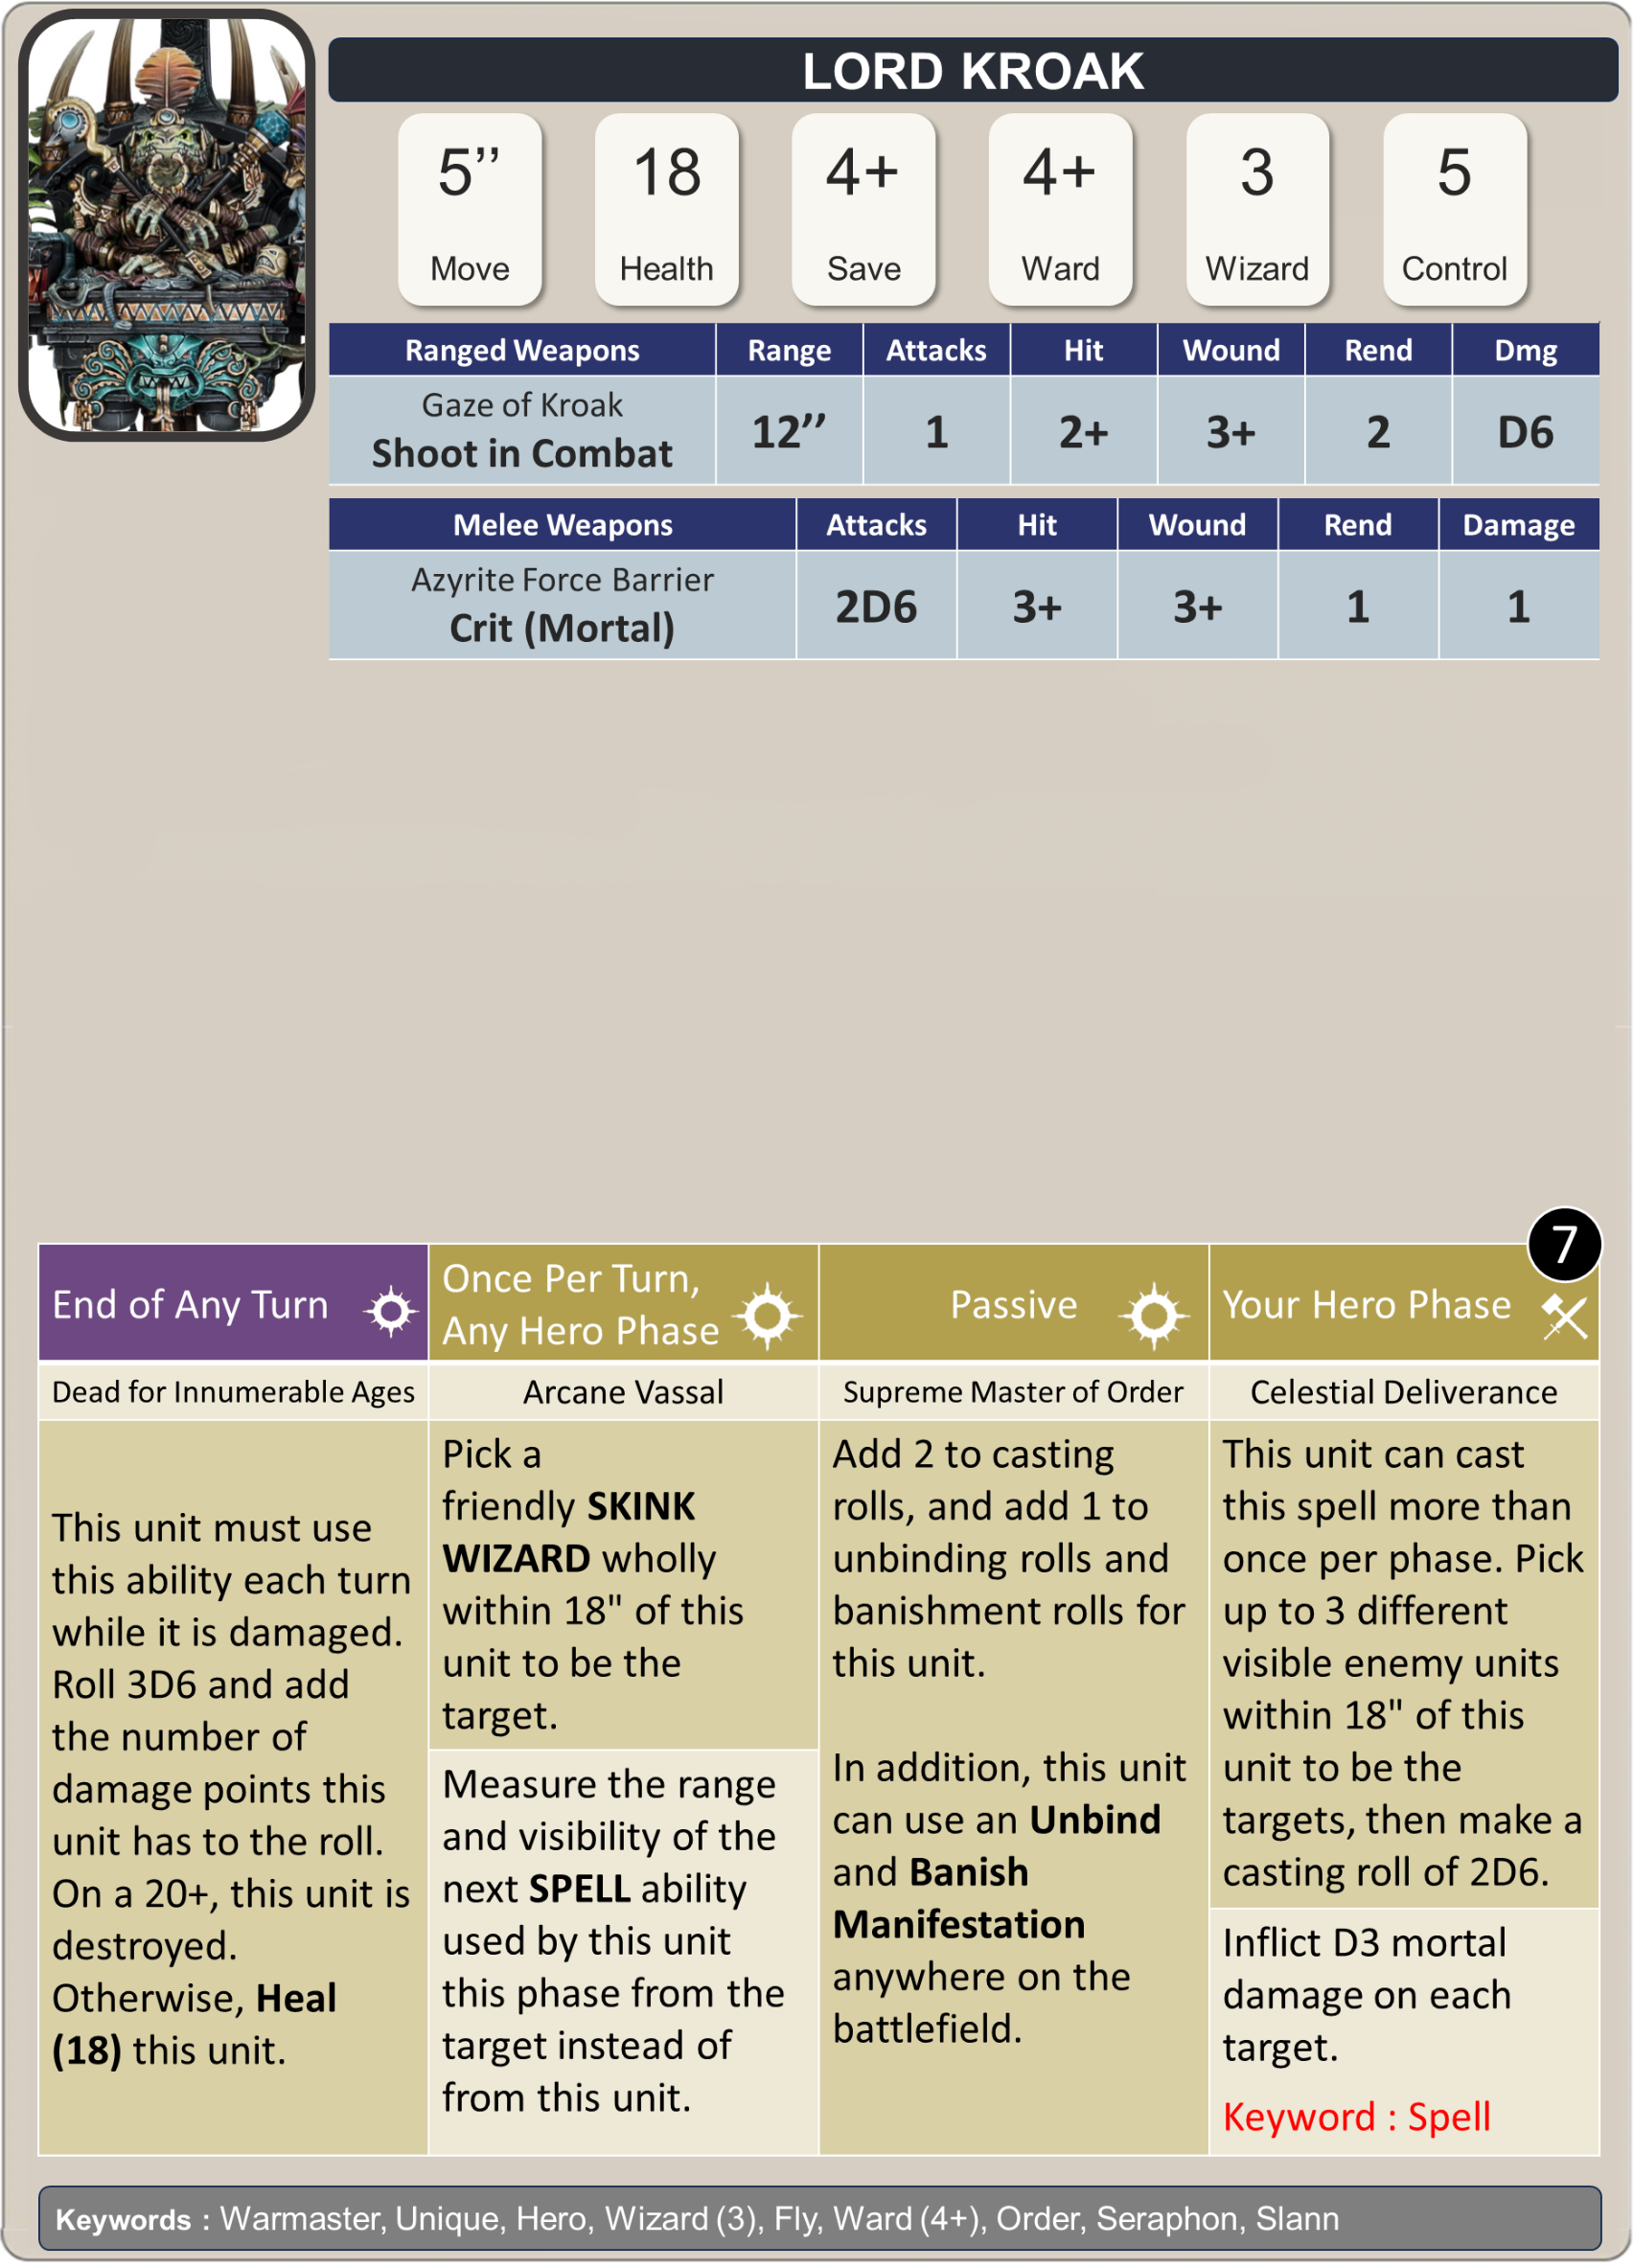 LORD KROAK
5’’ 18 4+ 4+ 3 5
Move Health Save Ward Wizard Control
Ranged Weapons Range Attacks Hit Wound Rend Dmg
Gaze of Kroak
Shoot in Combat 12’’ 1 2+ 3+ 2 D6
Melee Weapons Attacks Hit Wound Rend Damage
Azyrite Force Barrier
Crit (Mortal) 2D6 3+ 3+ 1 1
End of Any Turn
Dead for Innumerable Ages
This unit must use
this ability each turn
while it is damaged.
Roll 3D6 and add
the number of
damage points this
unit has to the roll.
On a 20+, this unit is
destroyed.
Otherwise, Heal
(18) this unit.
Once Per Turn,
Any Hero Phase
Arcane Vassal
Pick a
friendly SKINK
WIZARD wholly
within 18" of this
unit to be the
target.
Measure the range
and visibility of the
next SPELL ability
used by this unit
this phase from the
target instead of
from this unit.
Passive
Supreme Master of Order
Add 2 to casting
rolls, and add 1 to
unbinding rolls and
banishment rolls for
this unit.
In addition, this unit
can use an Unbind
and Banish
Manifestation
anywhere on the
battlefield.
7
Your Hero Phase
Celestial Deliverance
This unit can cast
this spell more than
once per phase. Pick
up to 3 different
visible enemy units
within 18" of this
unit to be the
targets, then make a
casting roll of 2D6.
Inflict D3 mortal
damage on each
target.
Keyword : Spell
Keywords : Warmaster, Unique, Hero, Wizard (3), Fly, Ward (4+), Order, Seraphon, Slann